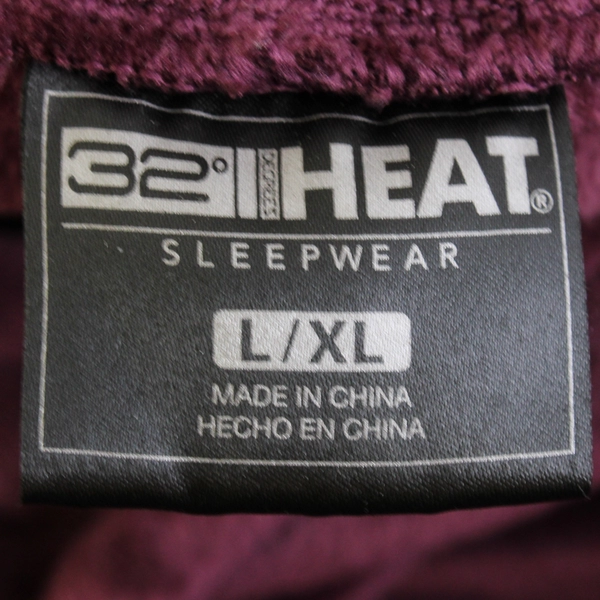 32° DEGREES HEAT®
SLEEPWEAR
L/XL
MADE IN CHINA
HECHO EN CHINA